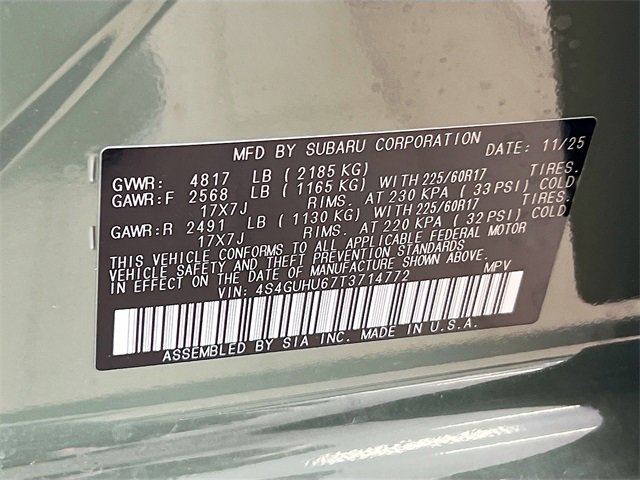 MFD BY SUBARU CORPORATION DATE: 11/25
GVWR: 4817 LB ( 2185 KG)
GAWR:F 2568 LB ( 1165 KG) WITH 225/60R17 TIRES.
17X7J RIMS. AT 230 KPA ( 33 PSI) COLD
GAWR:R 2491 LB ( 1130 KG) WITH 225/60R17 TIRES.
17X7J RIMS. AT 220 KPA ( 32 PSI) COLD
THIS VEHICLE CONFORMS TO ALL APPLICABLE FEDERAL MOTOR
VEHICLE SAFETY AND THEFT PREVENTION STANDARDS
IN EFFECT ON THE DATE OF MANUFACTURE SHOWN ABOVE.
VIN: 4S4GUHU67T3714772 MPV
ASSEMBLED BY SIA INC. MADE IN U.S.A.